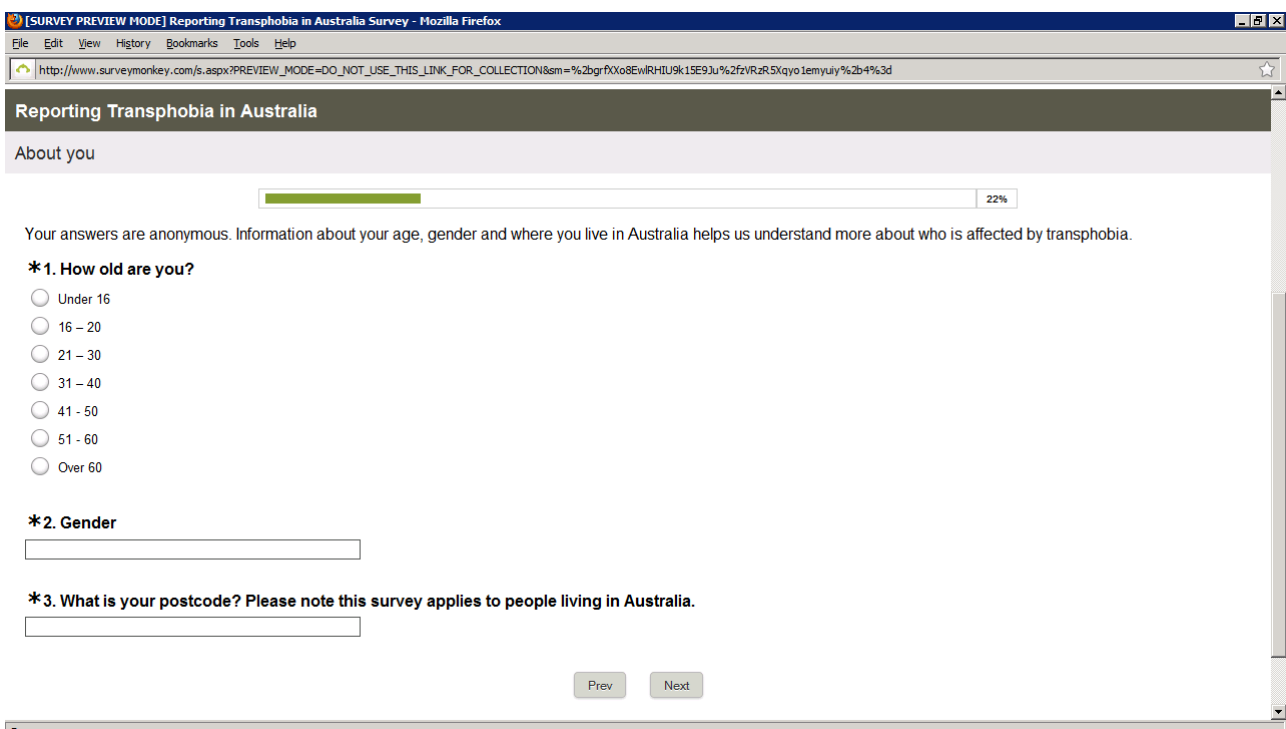 [SURVEY PREVIEW MODE] Reporting Transphobia in Australia Survey - Mozilla Firefox
File Edit View History Bookmarks Tools Help
http://www.surveymonkey.com/s.aspx?PREVIEW_MODE=DO_NOT_USE_THIS_LINK_FOR_COLLECTION&sm=%2bgrfXXo8EwlRHIU9k15E9Ju%2fzVRzR5Xqyo1emyuiy%2b4%3d
Reporting Transphobia in Australia
About you
22%
Your answers are anonymous. Information about your age, gender and where you live in Australia helps us understand more about who is affected by transphobia.
*1. How old are you?
Under 16
16 – 20
21 – 30
31 – 40
41 - 50
51 - 60
Over 60
*2. Gender
*3. What is your postcode? Please note this survey applies to people living in Australia.
Prev Next